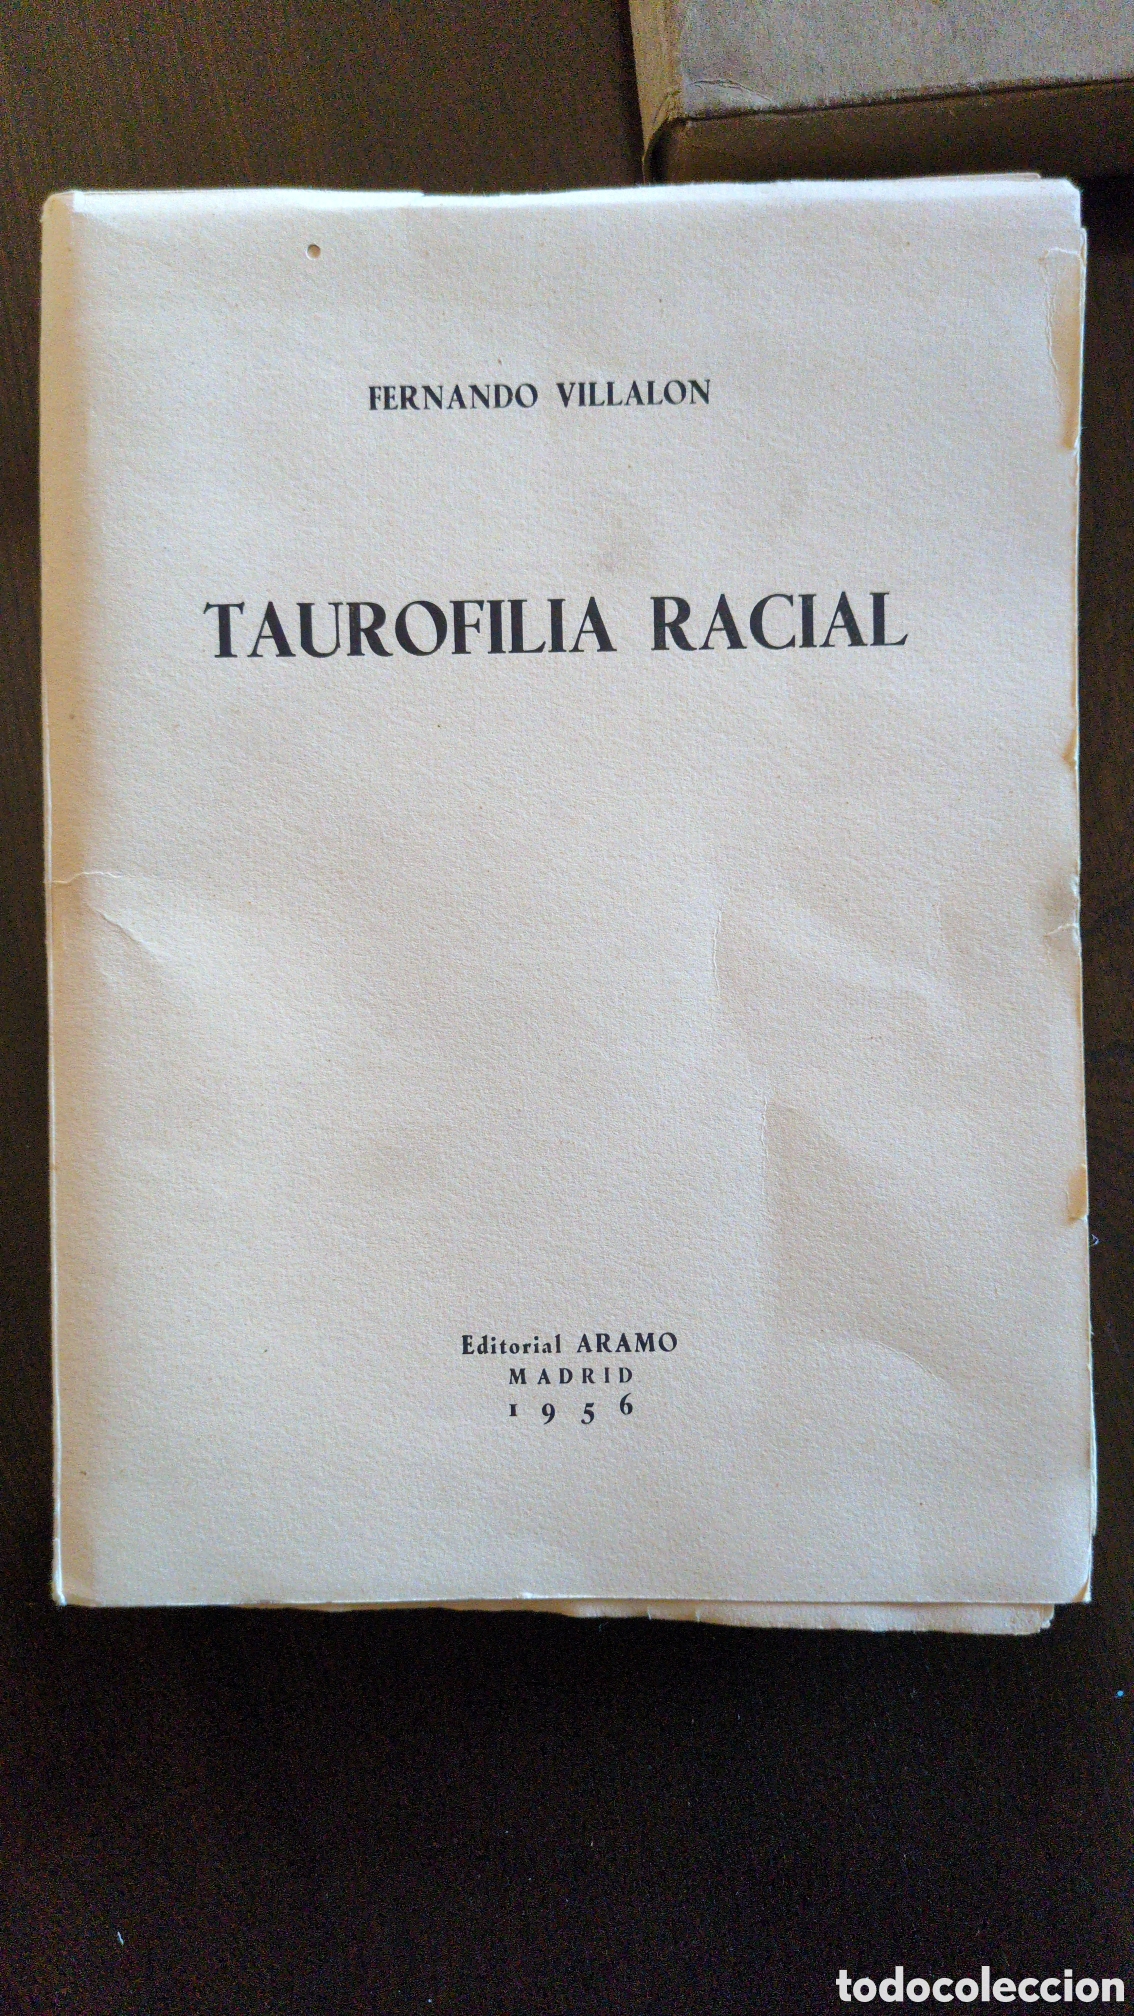 FERNANDO VILLALON
TAUROFILIA RACIAL
Editorial ARAMO
MADRID
1956
todocoleccion